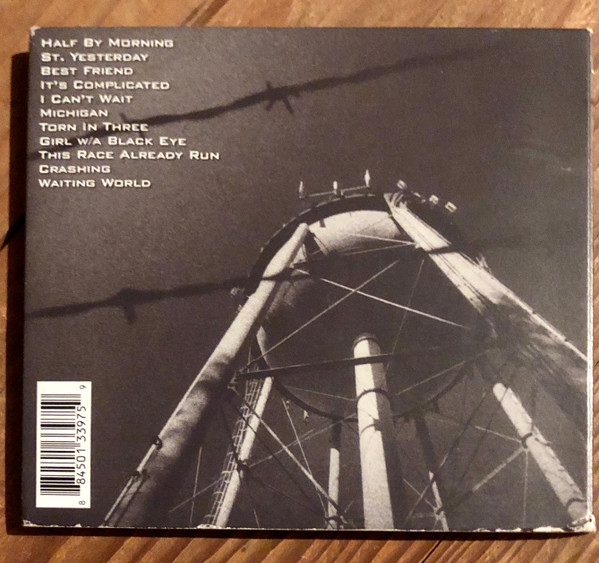 Half By Morning
St. Yesterday
Best Friend
It's Complicated
I Can't Wait
Michigan
Torn In Three
Girl w/a Black Eye
This Race Already Run
Crashing
Waiting World
8 84501 33975 9